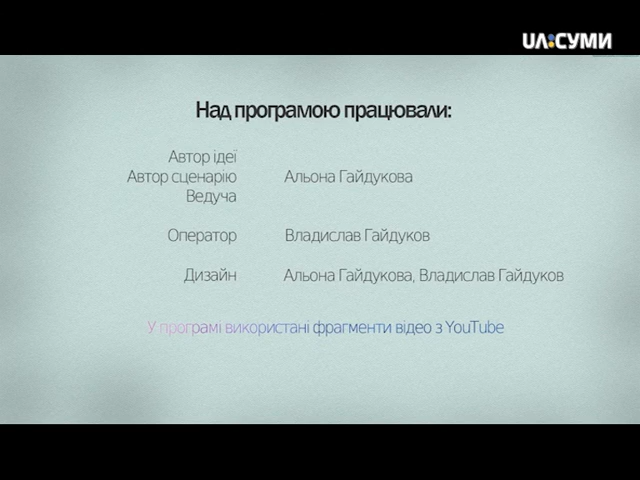 UA:СУМИ
Над програмою працювали:
Автор ідеї
Автор сценарію Альона Гайдукова
Ведуча
Оператор Владислав Гайдуков
Дизайн Альона Гайдукова, Владислав Гайдуков
У програмі використані фрагменти відео з YouTube